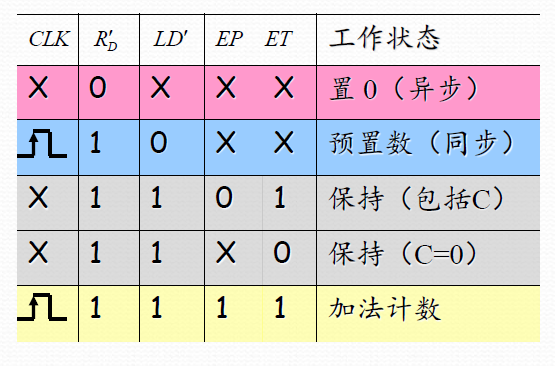 CLK R'D LD' EP ET 工作状态
X 0 X X X 置0（异步）
1 0 X X 预置数（同步）
X 1 1 0 1 保持（包括C）
X 1 1 X 0 保持（C=0）
1 1 1 1 加法计数